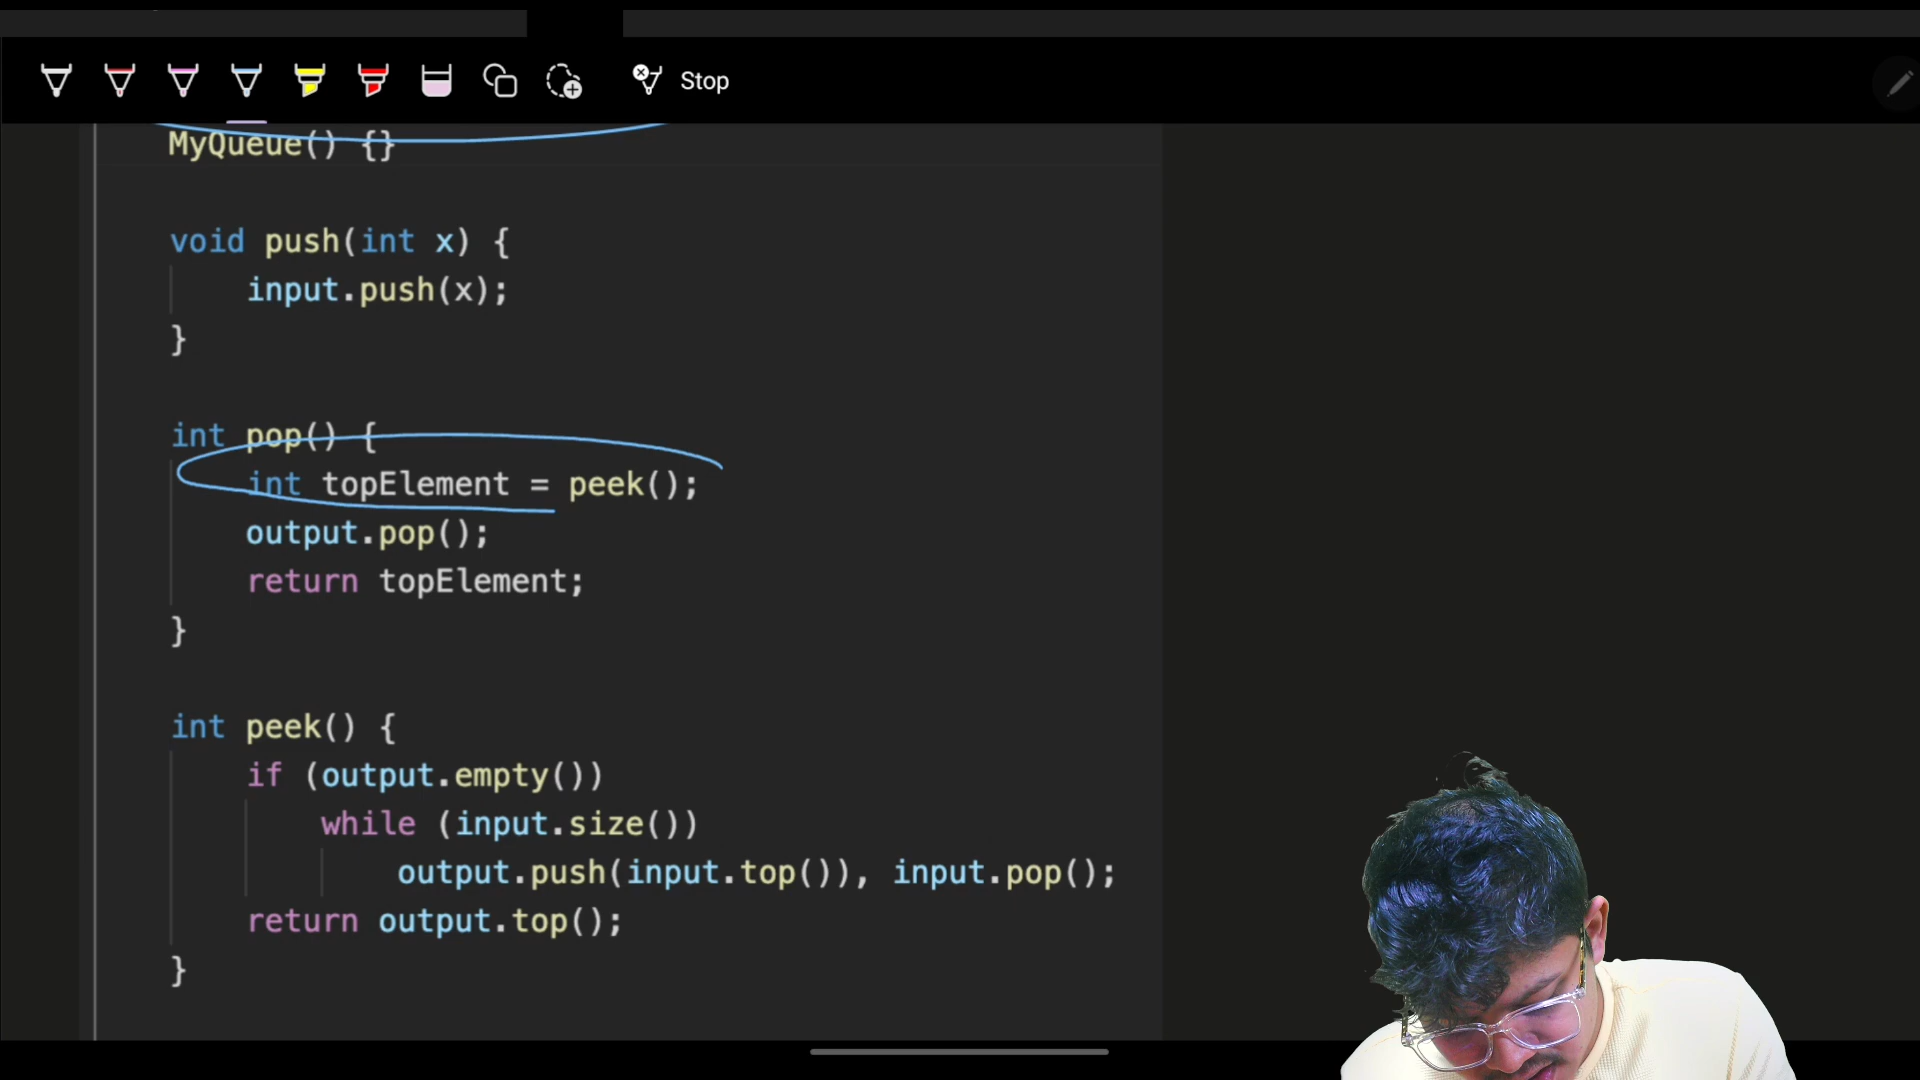 Stop
MyQueue() {}
void push(int x) {
input.push(x);
}
int pop() {
int topElement = peek();
output.pop();
return topElement;
}
int peek() {
if (output.empty())
while (input.size())
output.push(input.top()), input.pop();
return output.top();
}